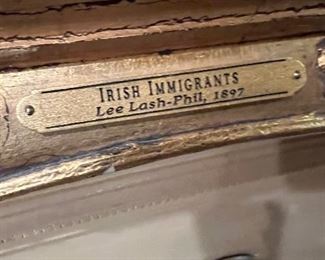 IRISH IMMIGRANTS
Lee Lash-Phil, 1897